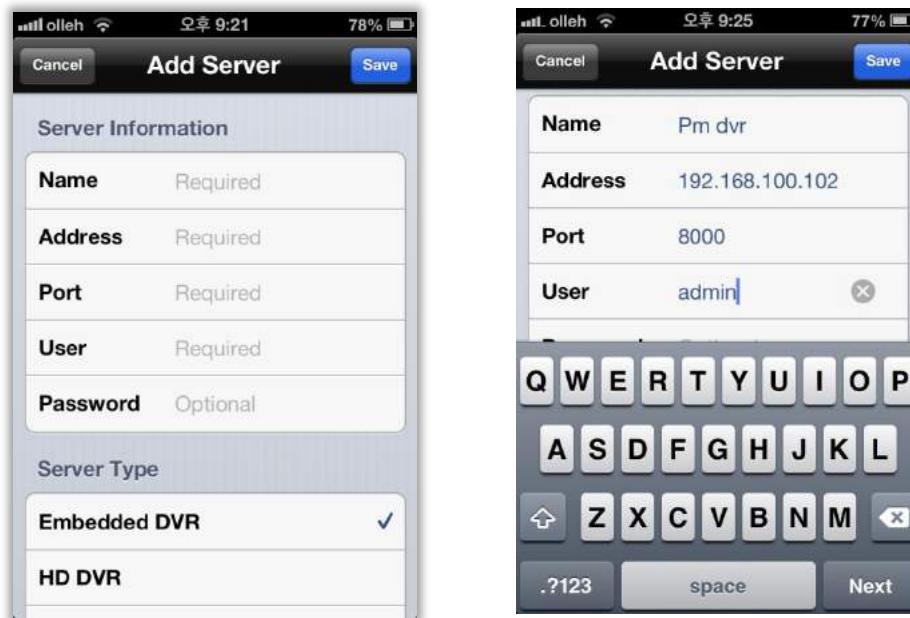 olleh 오후 9:21 78%
Cancel Add Server Save
Server Information
Name Required
Address Required
Port Required
User Required
Password Optional
Server Type
Embedded DVR ✓
HD DVR
olleh 오후 9:25 77%
Cancel Add Server Save
Name Pm dvr
Address 192.168.100.102
Port 8000
User admin
Q W E R T Y U I O P
A S D F G H J K L
Z X C V B N M
.?123 space Next